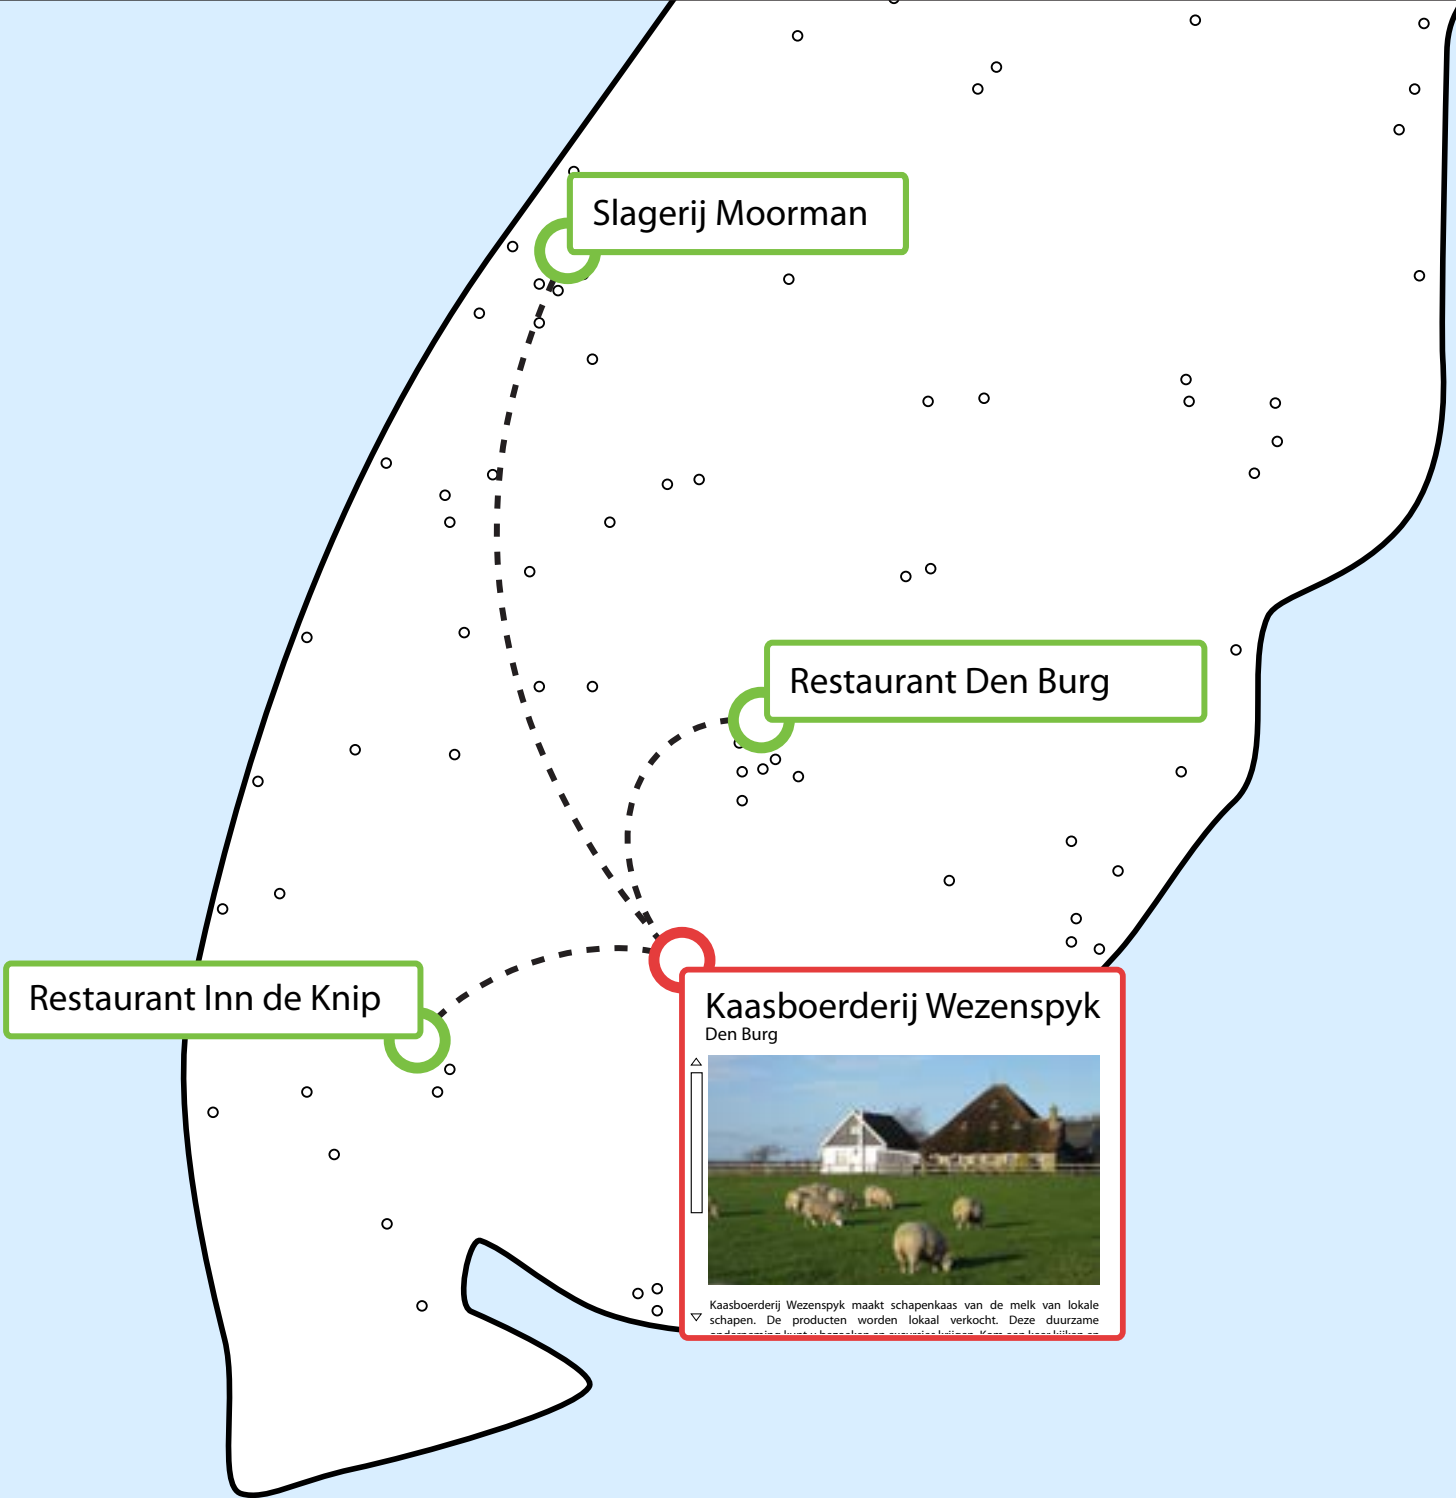 Slagerij Moorman
Restaurant Den Burg
Restaurant Inn de Knip
Kaasboerderij Wezenspyk
Den Burg
Kaasboerderij Wezenspyk maakt schapenkaas van de melk van lokale
schapen. De producten worden lokaal verkocht. Deze duurzame